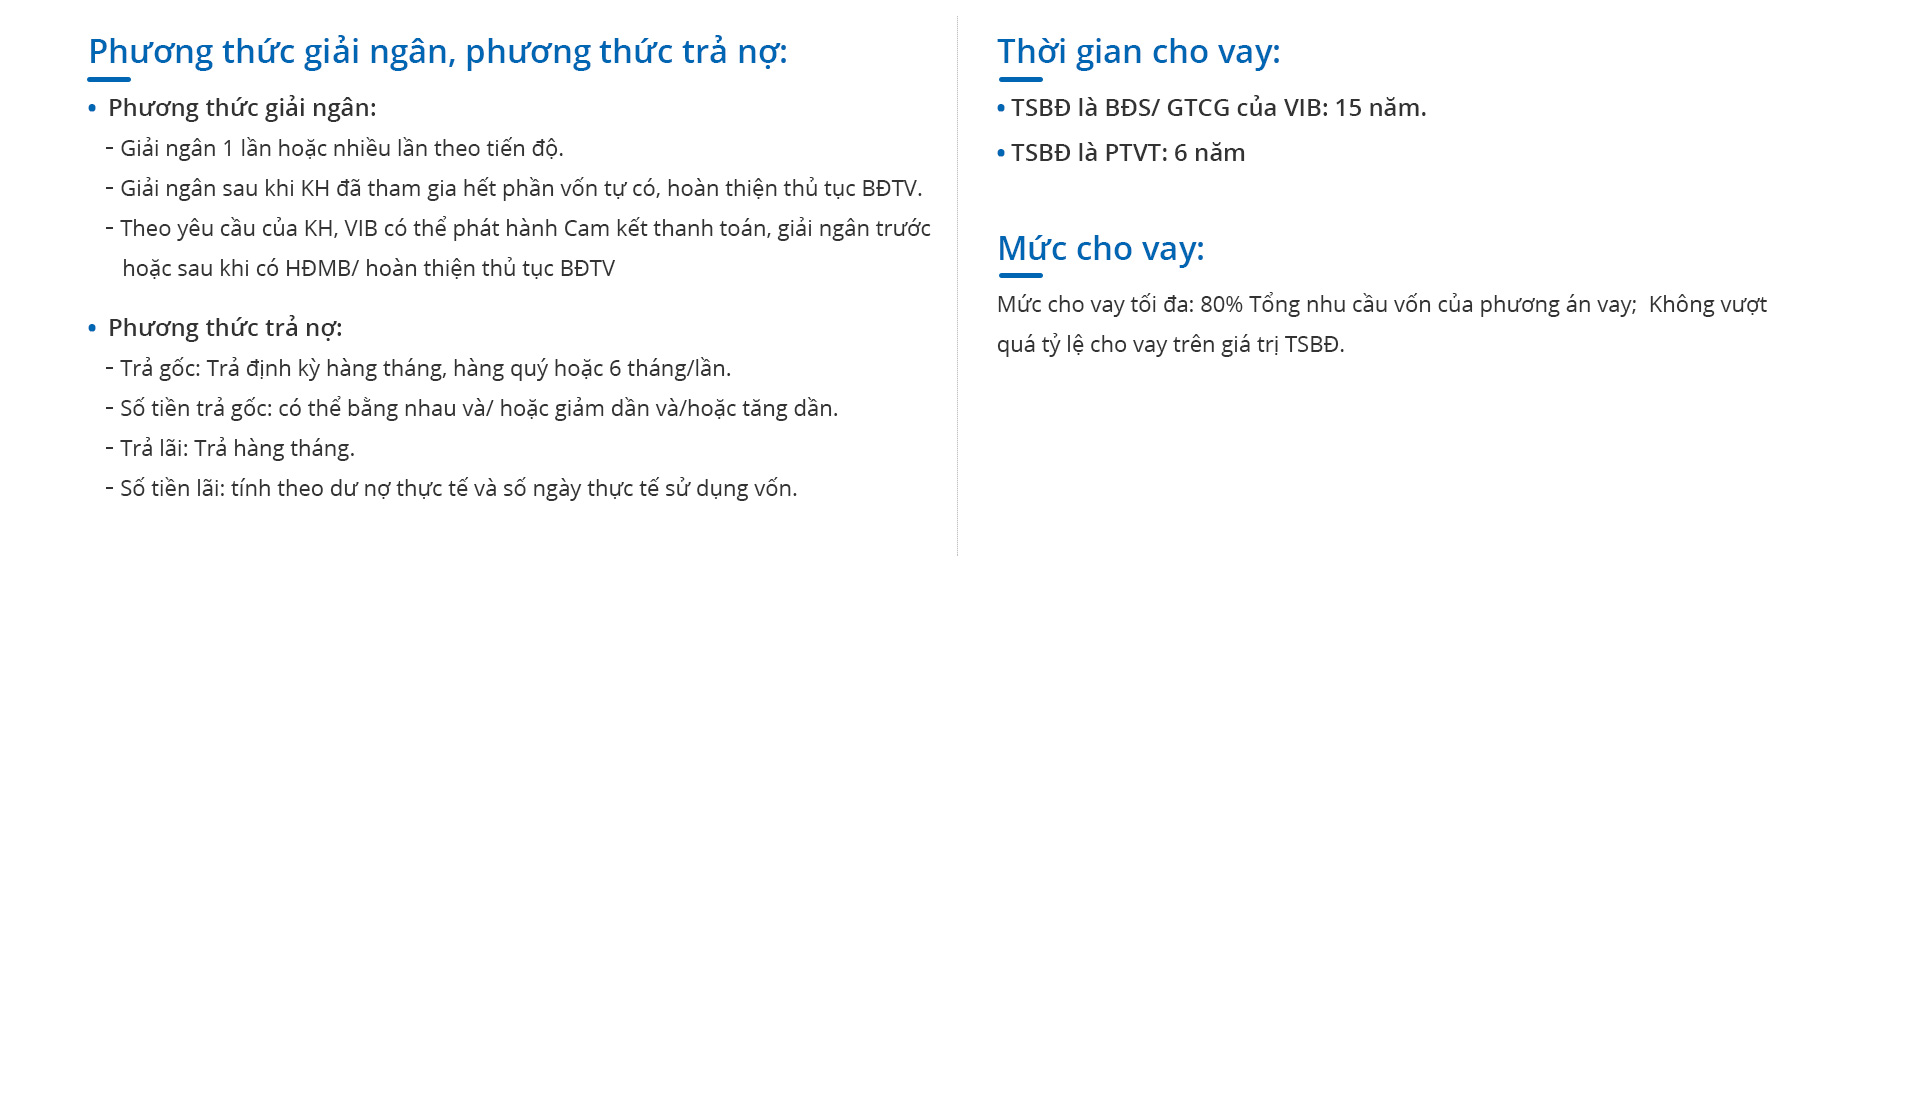 Phương thức giải ngân, phương thức trả nợ:
• Phương thức giải ngân:
- Giải ngân 1 lần hoặc nhiều lần theo tiến độ.
- Giải ngân sau khi KH đã tham gia hết phần vốn tự có, hoàn thiện thủ tục BĐTV.
- Theo yêu cầu của KH, VIB có thể phát hành Cam kết thanh toán, giải ngân trước
hoặc sau khi có HĐMB/ hoàn thiện thủ tục BĐTV
• Phương thức trả nợ:
- Trả gốc: Trả định kỳ hàng tháng, hàng quý hoặc 6 tháng/lần.
- Số tiền trả gốc: có thể bằng nhau và/ hoặc giảm dần và/hoặc tăng dần.
- Trả lãi: Trả hàng tháng.
- Số tiền lãi: tính theo dư nợ thực tế và số ngày thực tế sử dụng vốn.
Thời gian cho vay:
• TSBĐ là BĐS/ GTCG của VIB: 15 năm.
• TSBĐ là PTVT: 6 năm
Mức cho vay:
Mức cho vay tối đa: 80% Tổng nhu cầu vốn của phương án vay;  Không vượt
quá tỷ lệ cho vay trên giá trị TSBĐ.